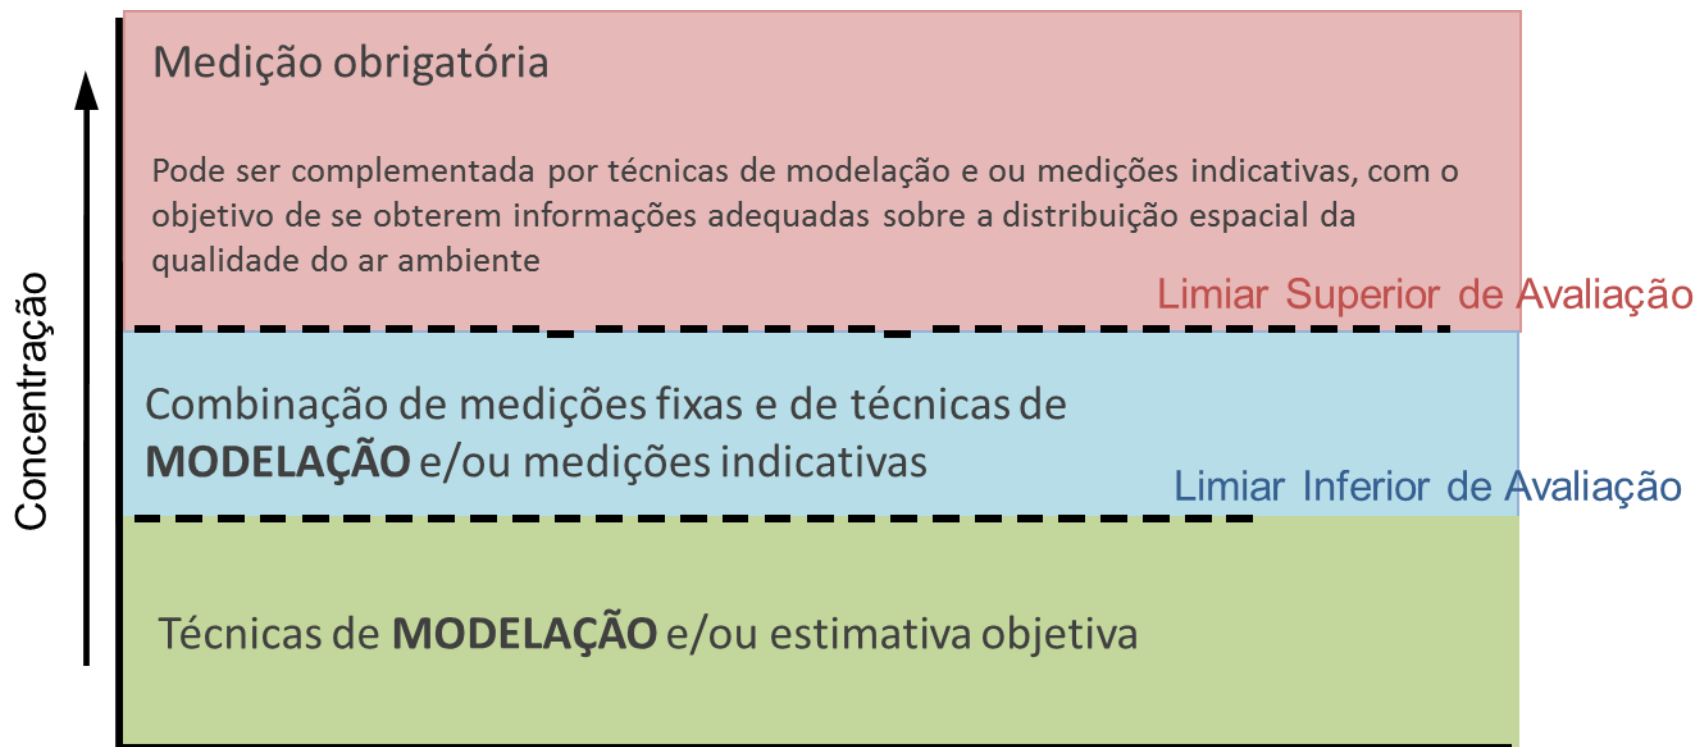 Medição obrigatória
Pode ser complementada por técnicas de modelação e ou medições indicativas, com o
objetivo de se obterem informações adequadas sobre a distribuição espacial da
qualidade do ar ambiente
Limiar Superior de Avaliação
Concentração
Combinação de medições fixas e de técnicas de
MODELAÇÃO e/ou medições indicativas
Limiar Inferior de Avaliação
Técnicas de MODELAÇÃO e/ou estimativa objetiva